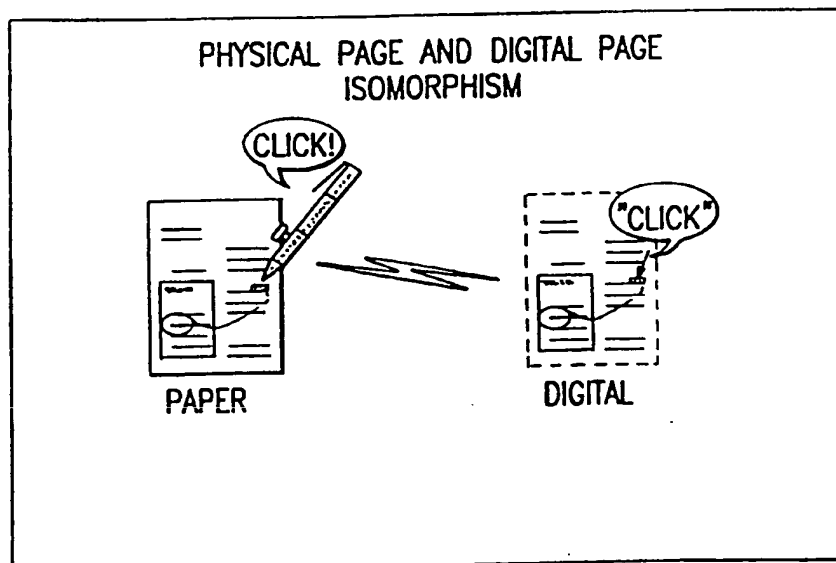 PHYSICAL PAGE AND DIGITAL PAGE
ISOMORPHISM
CLICK!
"CLICK"
PAPER
DIGITAL